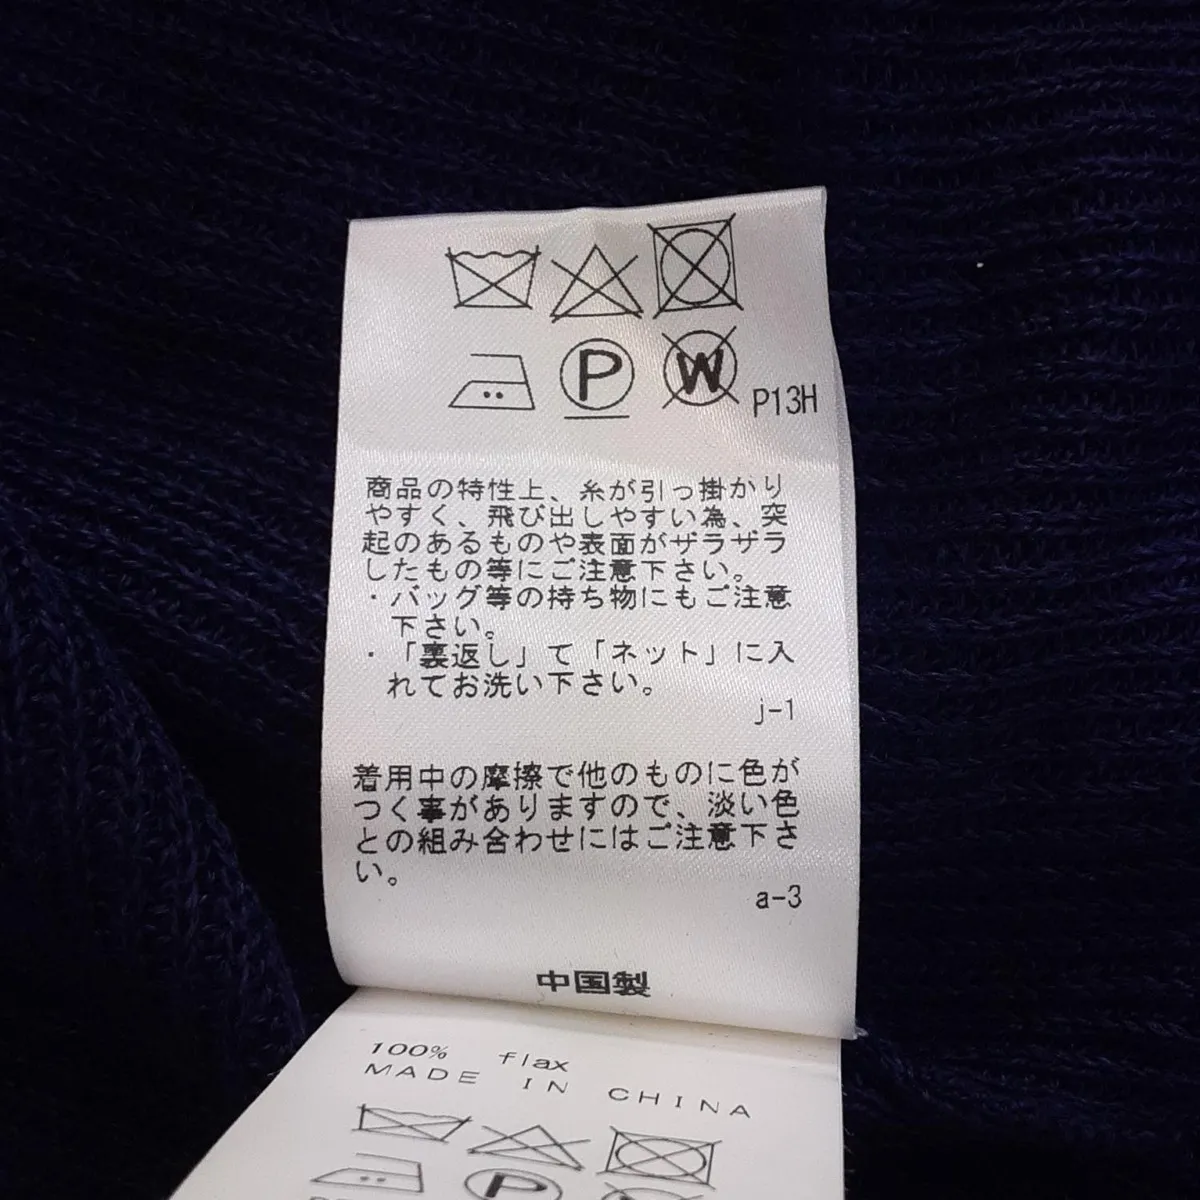 P
W
P13H
商品の特性上、糸が引っ掛かり
やすく、飛び出しやすい為、突
起のあるものや表面がザラザラ
したもの等にご注意下さい。
・バッグ等の持ち物にもご注意
下さい。
・「裏返し」て「ネット」に入
れてお洗い下さい。
j-1
着用中の摩擦で他のものに色が
つく事がありますので、淡い色
との組み合わせにはご注意下さ
い。
a-3
中国製
100% flax
MADE IN CHINA
P